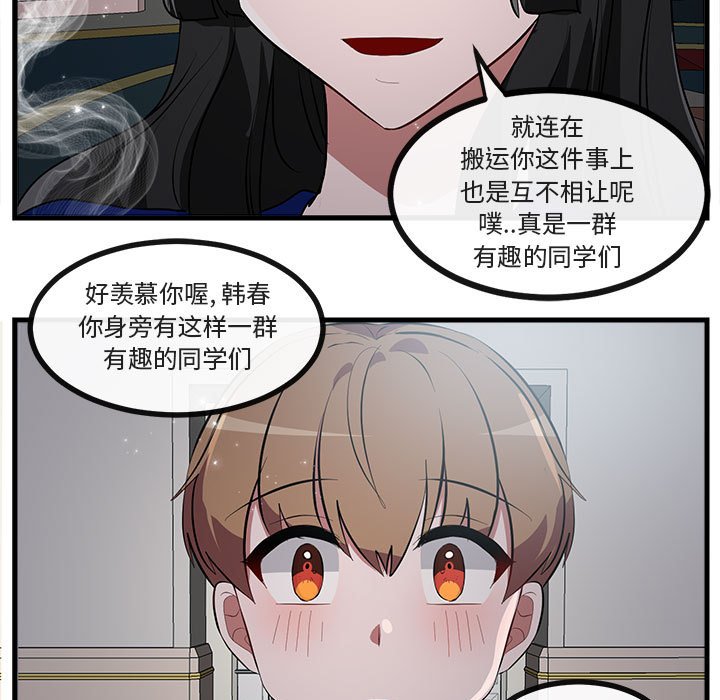 就连在
搬运你这件事上
也是互不相让呢
噗..真是一群
有趣的同学们
好羡慕你喔, 韩春
你身旁有这样一群
有趣的同学们